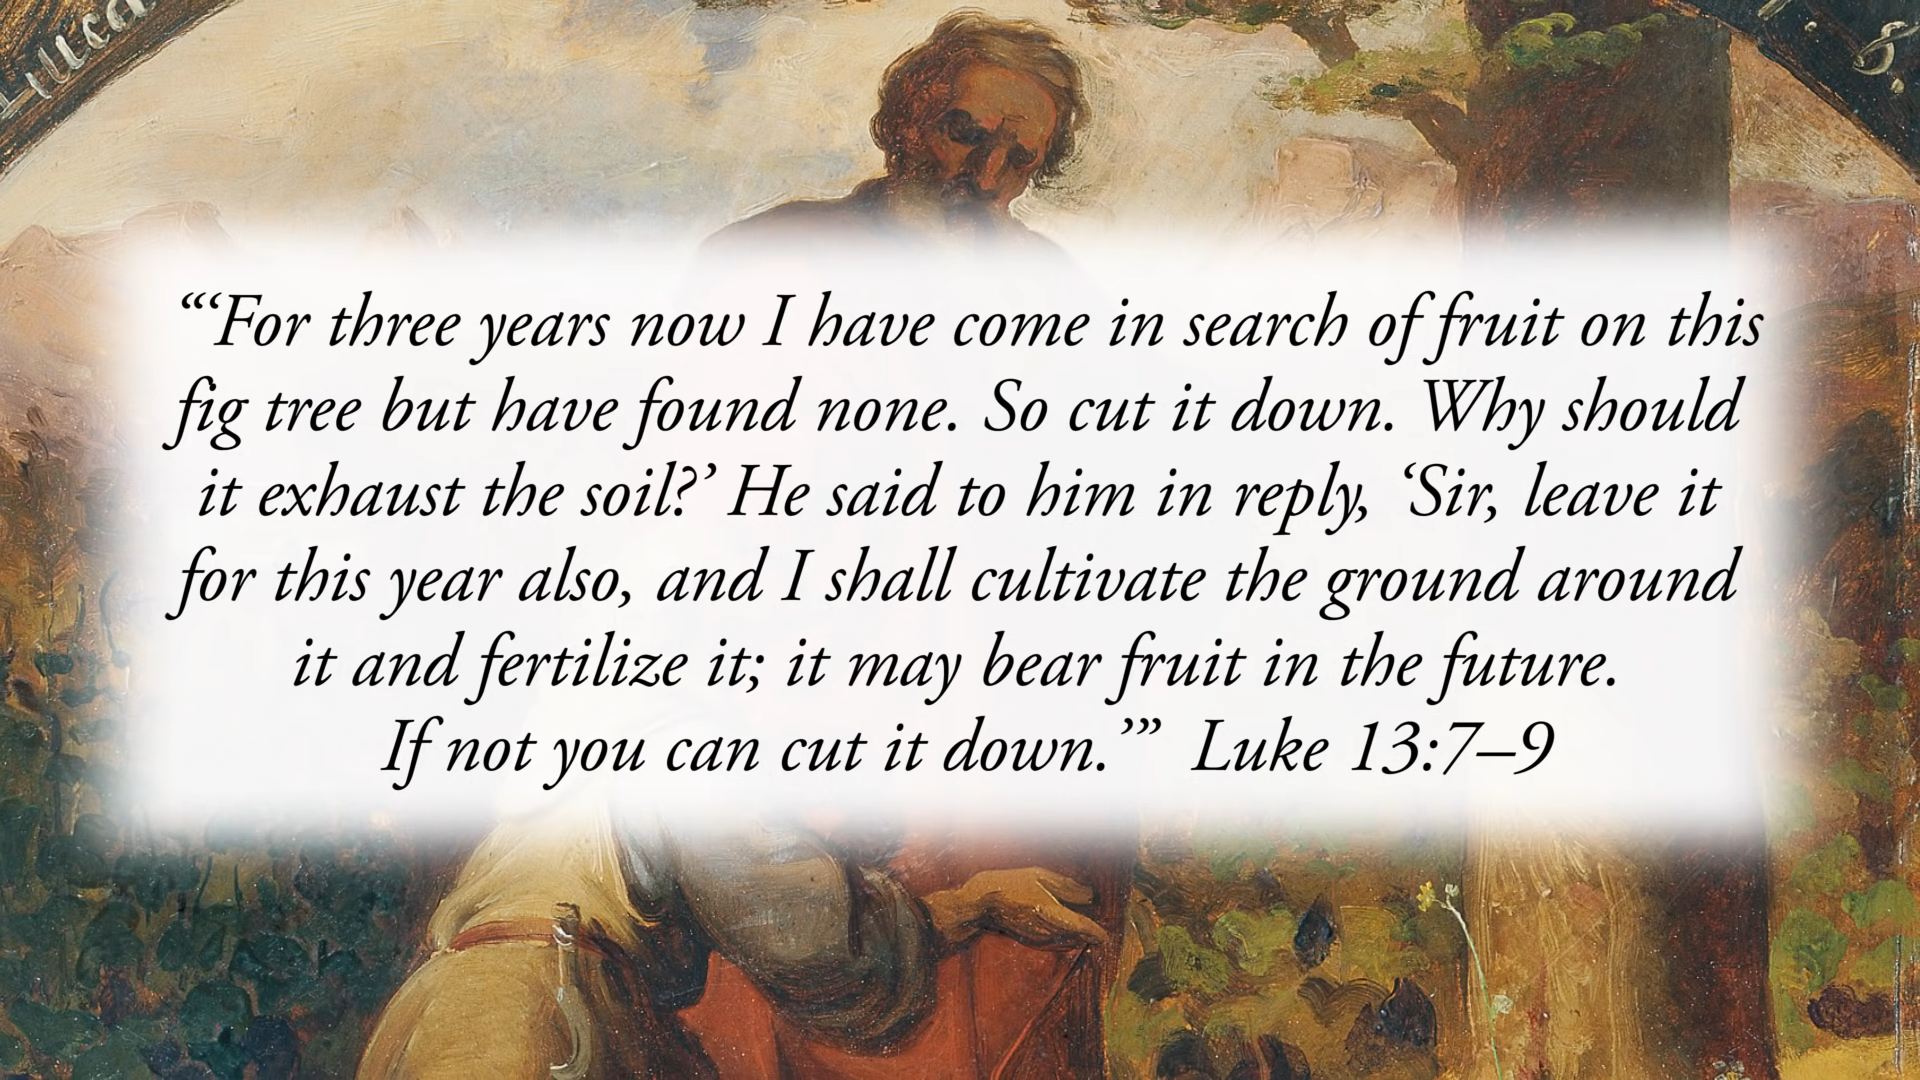 “‘For three years now I have come in search of fruit on this
fig tree but have found none. So cut it down. Why should
it exhaust the soil?’ He said to him in reply, ‘Sir, leave it
for this year also, and I shall cultivate the ground around
it and fertilize it; it may bear fruit in the future.
If not you can cut it down.’” Luke 13:7–9